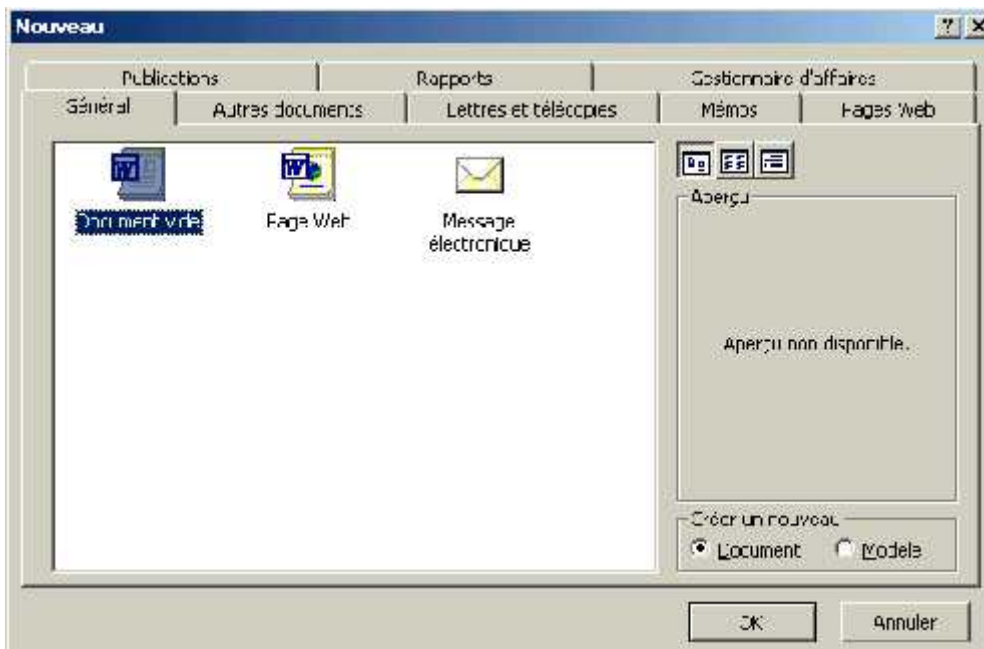 Nouveau
Publications Rapports Gestionnaire d'affaires
Général Autres documents Lettres et télécopies Mémos Pages Web
Document vide Page Web Message
électronique
Aperçu
Aperçu non disponible.
Créer un nouveau
Document Modèle
OK Annuler